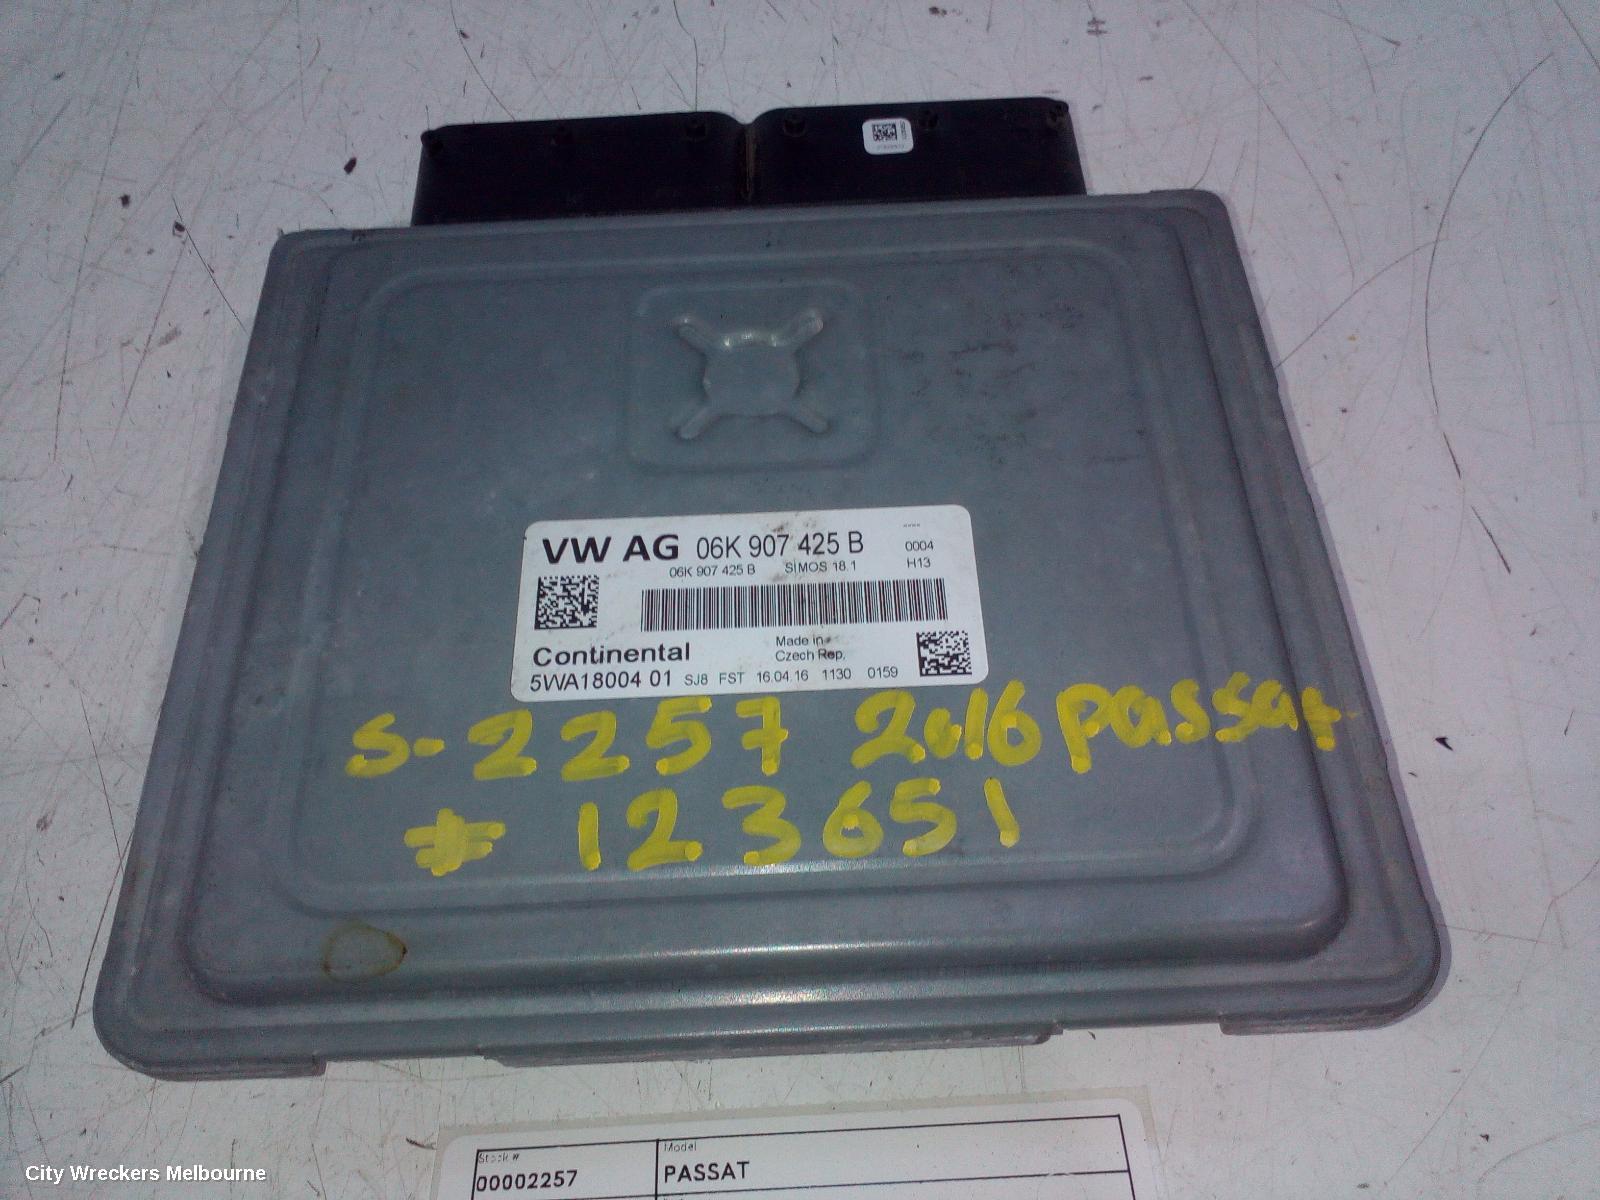 VW AG 06K 907 425 B 0004
06K 907 425 B SIMOS 18.1 H13
Continental Made in
Czech Rep.
5WA18004 01 SJ8 FST 16.04.16 1130 0159
S-2257 2016 Passat
# 123651
Stock # Model
00002257 PASSAT
City Wreckers Melbourne